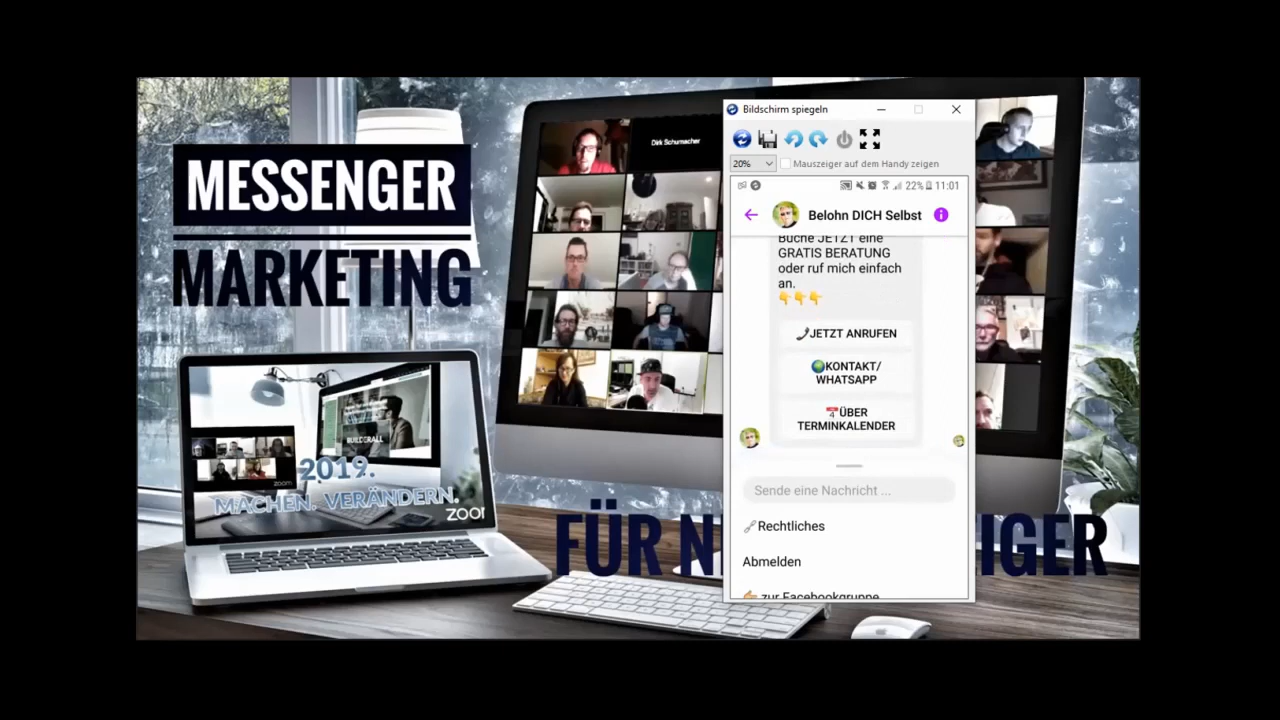 MESSENGER
MARKETING
Dirk Schumacher
BUILDERALL
zoom
2019.
MACHEN. VERÄNDERN.
FÜR N
IGER
Bildschirm spiegeln
20%
Mauszeiger auf dem Handy zeigen
22% 11:01
Belohn DICH Selbst
Buche JETZT eine
GRATIS BERATUNG
oder ruf mich einfach
an.
👇👇👇
📞JETZT ANRUFEN
🌍KONTAKT/
WHATSAPP
📅ÜBER
TERMINKALENDER
Sende eine Nachricht ...
🔗Rechtliches
Abmelden
👉 zur Facebookgruppe